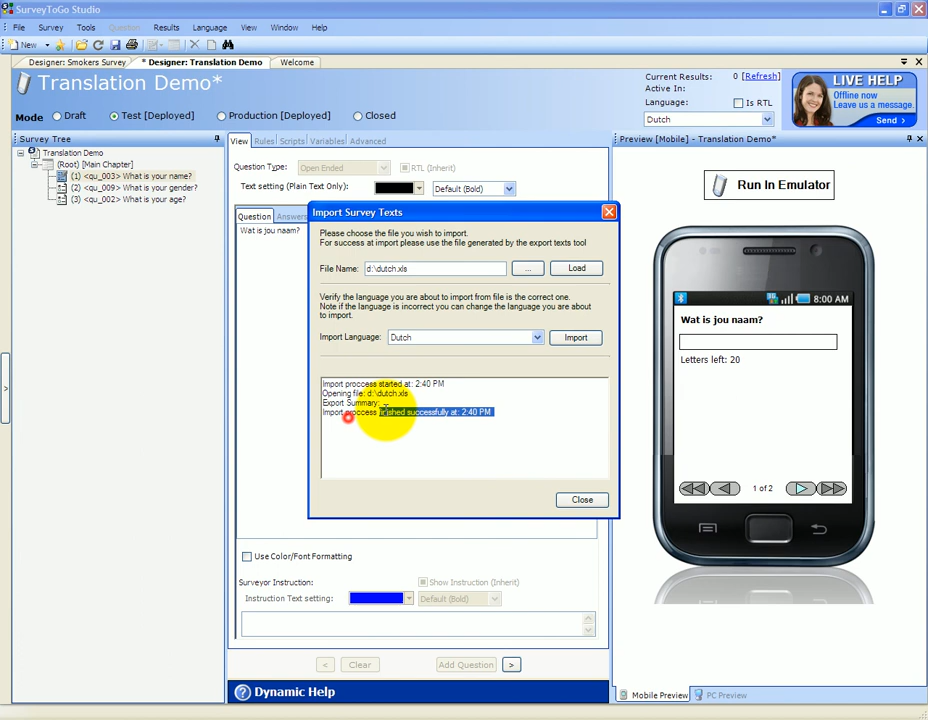 SurveyToGo Studio
File Survey Tools Questions Results Language View Window Help
New
Designer: Smokers Survey * Designer: Translation Demo Welcome
Translation Demo*
Current Results: 0 [Refresh]
Active In:
Language: Is RTL
Dutch
LIVE HELP
Offline now
Leave us a message.
Send >
Mode Draft Test [Deployed] Production [Deployed] Closed
Survey Tree
Translation Demo
(Root) [Main Chapter]
(1) <qu_003> What is your name?
(2) <qu_009> What is your gender?
(3) <qu_002> What is your age?
View Rules Scripts Variables Advanced
Question Type: Open Ended RTL (Inherit)
Text setting (Plain Text Only): Default (Bold)
Question Answers
Wat is jou naam?
Import Survey Texts
Please choose the file you wish to import.
For success at import please use the file generated by the export texts tool
File Name: d:\dutch.xls ... Load
Verify the language you are about to import from file is the correct one.
Note if the language is incorrect you can change the language you are about
to import.
Import Language: Dutch Import
Import proccess started at: 2:40 PM
Opening file: d:\dutch.xls
Export Summary:
Import proccess finished successfully at: 2:40 PM
Close
Use Color/Font Formatting
Surveyor Instruction: Show Instruction (Inherit)
Instruction Text setting: Default (Bold)
< Clear Add Question >
Dynamic Help
Preview [Mobile] - Translation Demo*
Run In Emulator
8:00 AM
Wat is jou naam?
Letters left: 20
1 of 2
Mobile Preview PC Preview